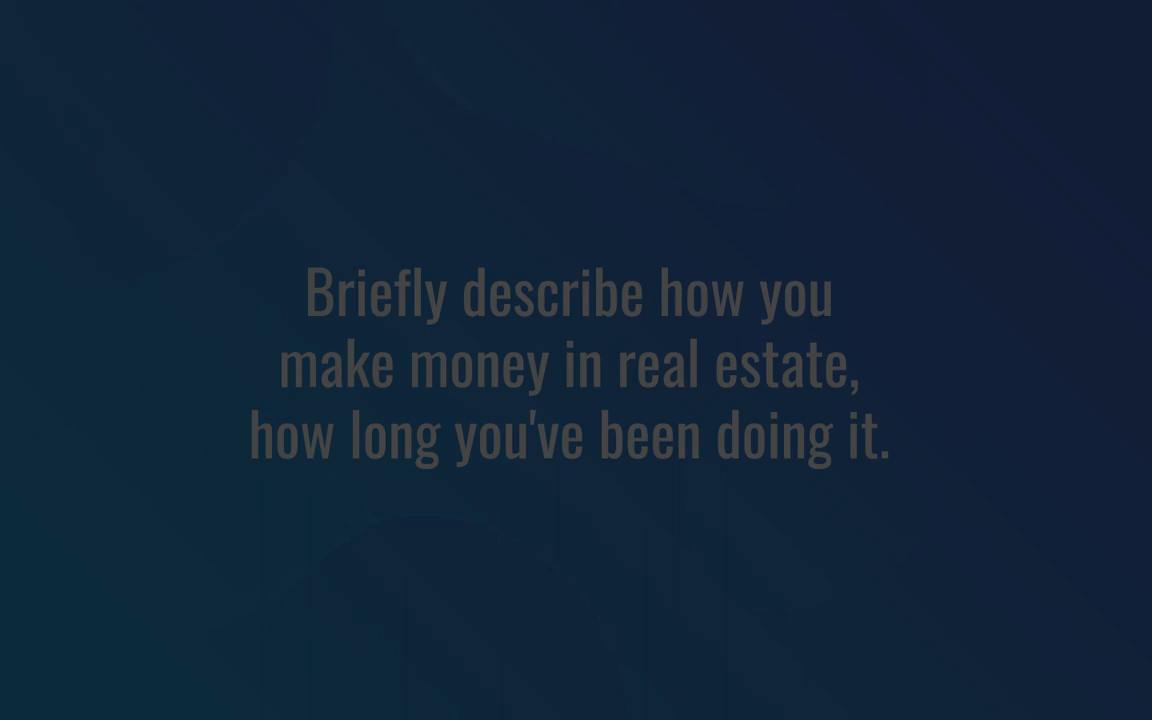 Briefly describe how you
make money in real estate,
how long you've been doing it.